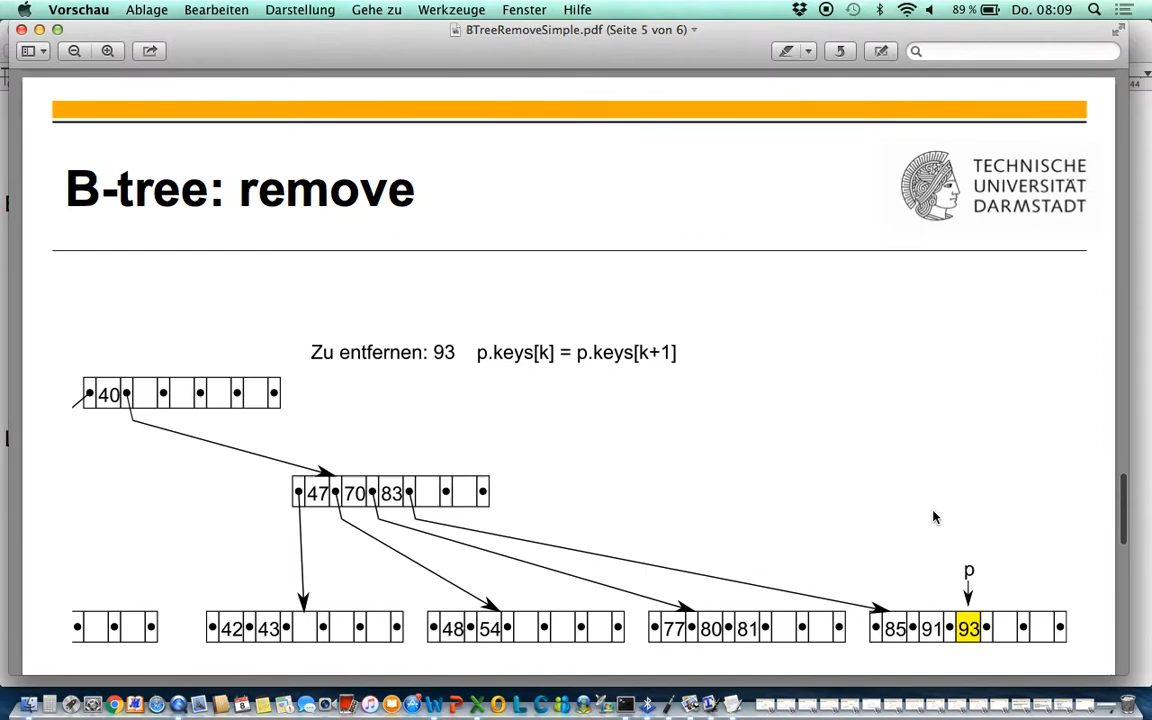 Vorschau Ablage Bearbeiten Darstellung Gehe zu Werkzeuge Fenster Hilfe 89 % Do. 08:09
BTreeRemoveSimple.pdf (Seite 5 von 6)
44
B-tree: remove
TECHNISCHE
UNIVERSITÄT
DARMSTADT
Zu entfernen: 93 p.keys[k] = p.keys[k+1]
40
47 70 83
p
42 43 48 54 77 80 81 85 91 93